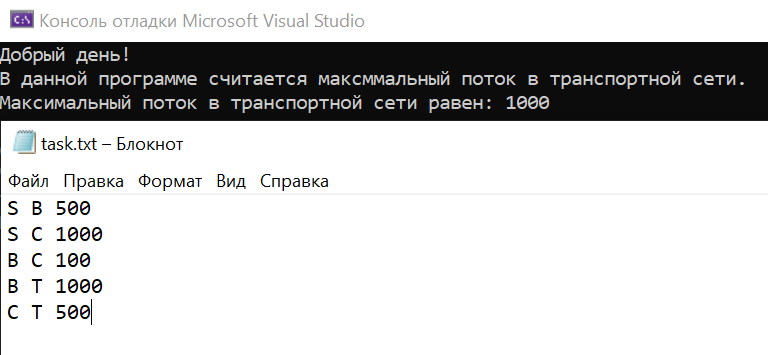 Консоль отладки Microsoft Visual Studio
Добрый день!
В данной программе считается максммальный поток в транспортной сети.
Максимальный поток в транспортной сети равен: 1000
task.txt – Блокнот
Файл Правка Формат Вид Справка
S B 500
S C 1000
B C 100
B T 1000
C T 500